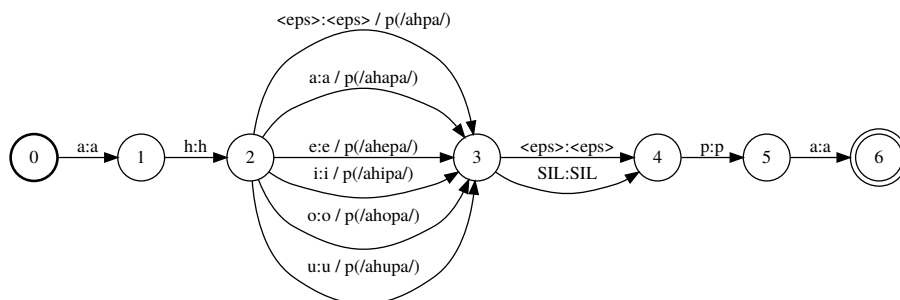 <eps>:<eps> / p(/ahpa/)
a:a / p(/ahapa/)
0 a:a 1 h:h 2 e:e / p(/ahepa/) 3 <eps>:<eps> 4 p:p 5 a:a 6
i:i / p(/ahipa/) SIL:SIL
o:o / p(/ahopa/)
u:u / p(/ahupa/)